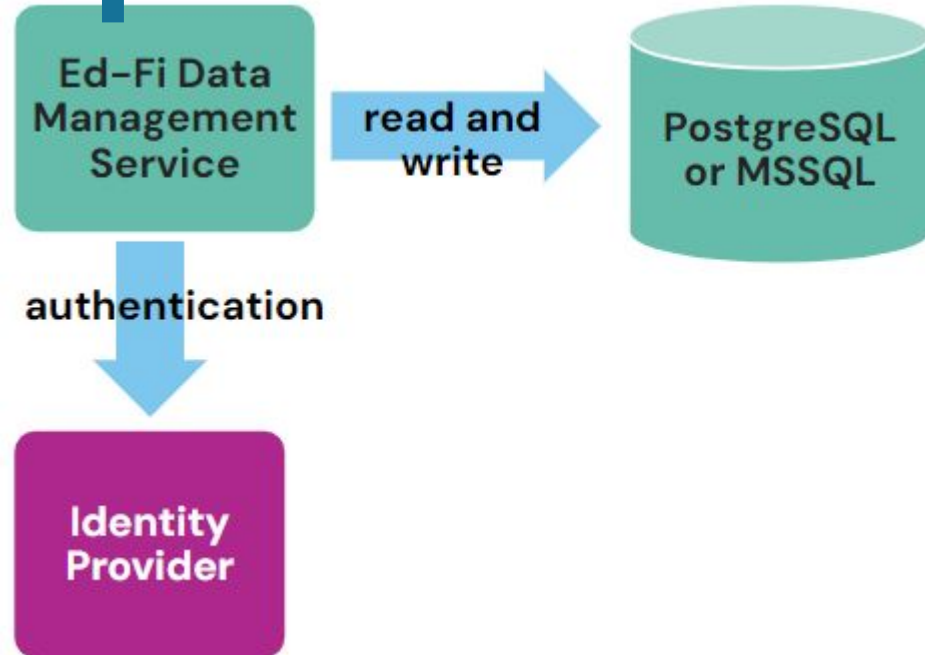 Ed-Fi Data
Management
Service
read and
write
PostgreSQL
or MSSQL
authentication
Identity
Provider